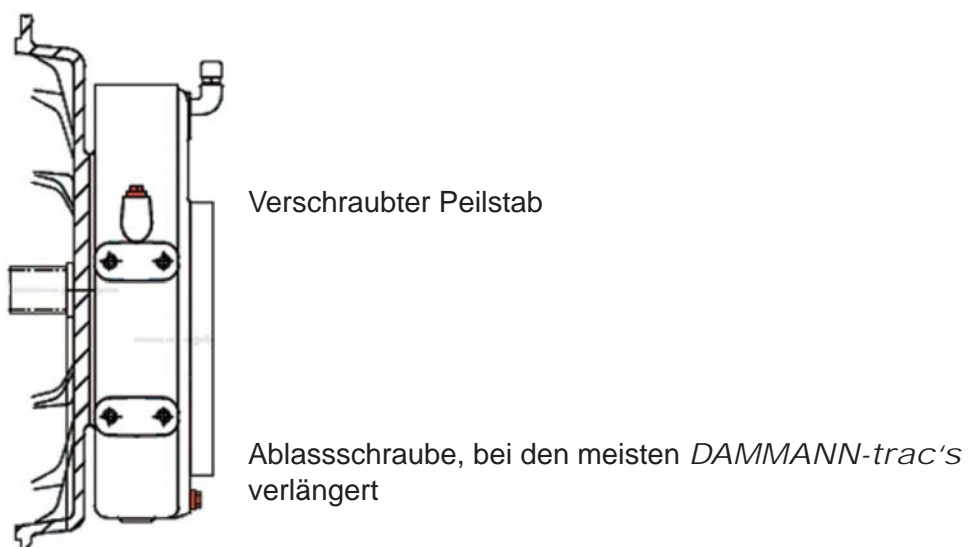 Verschraubter Peilstab
Ablassschraube, bei den meisten DAMMANN-trac's
verlängert